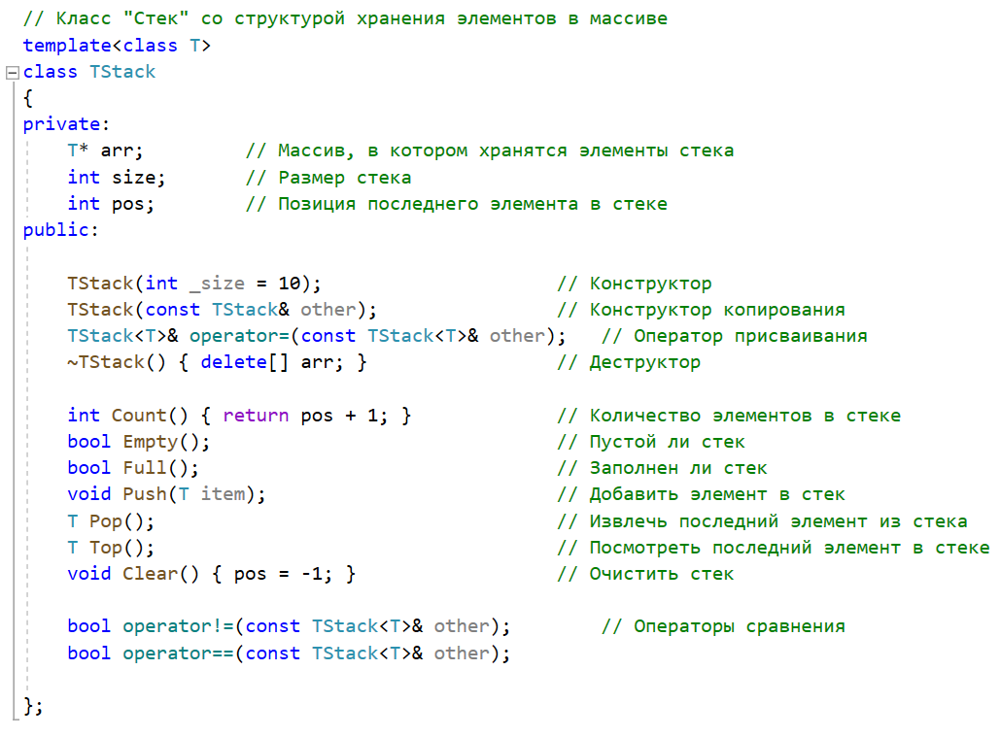 // Класс "Стек" со структурой хранения элементов в массиве
template<class T>
class TStack
{
private:
    T* arr;         // Массив, в котором хранятся элементы стека
    int size;       // Размер стека
    int pos;        // Позиция последнего элемента в стеке
public:
    TStack(int _size = 10);                     // Конструктор
    TStack(const TStack& other);                // Конструктор копирования
    TStack<T>& operator=(const TStack<T>& other);   // Оператор присваивания
    ~TStack() { delete[] arr; }                 // Деструктор
    int Count() { return pos + 1; }             // Количество элементов в стеке
    bool Empty();                               // Пустой ли стек
    bool Full();                                // Заполнен ли стек
    void Push(T item);                          // Добавить элемент в стек
    T Pop();                                    // Извлечь последний элемент из стека
    T Top();                                    // Посмотреть последний элемент в стеке
    void Clear() { pos = -1; }                  // Очистить стек
    bool operator!=(const TStack<T>& other);        // Операторы сравнения
    bool operator==(const TStack<T>& other);
};